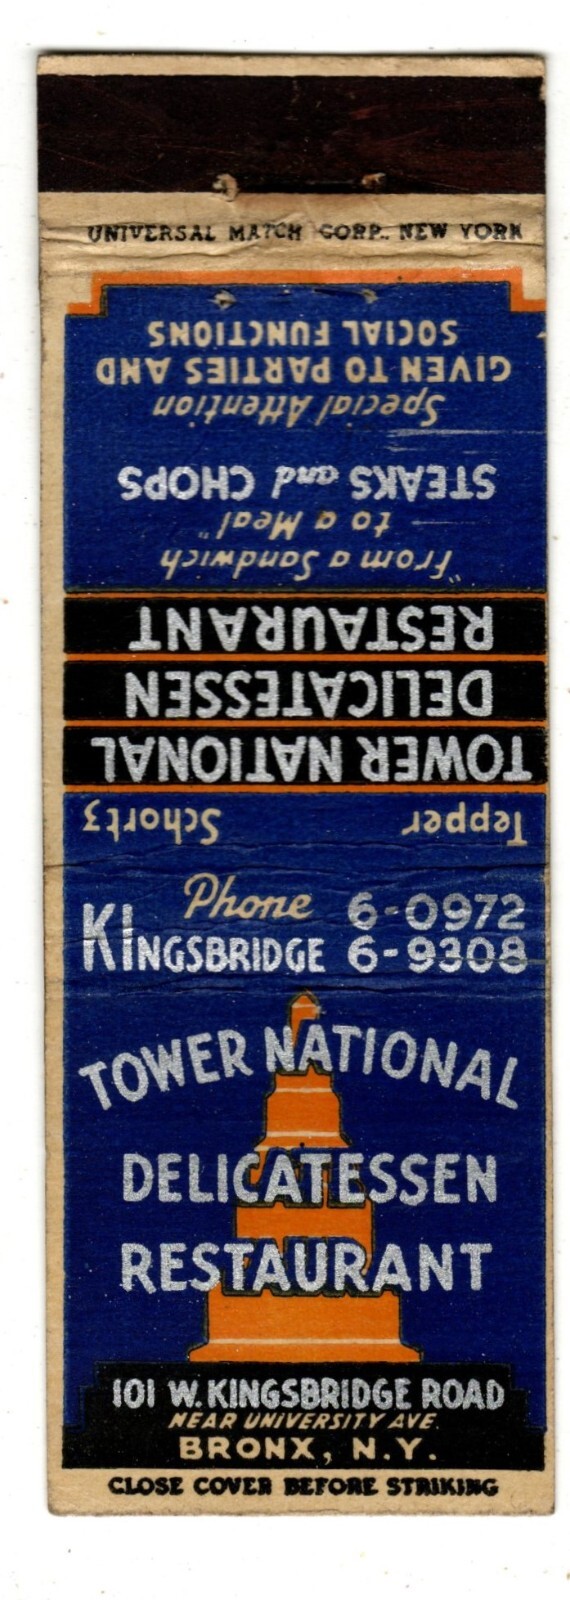 UNIVERSAL MATCH CORP., NEW YORK
Tepper Schortz
TOWER NATIONAL
DELICATESSEN
RESTAURANT
"From a Sandwich
to a Meal"
STEAKS and CHOPS
Special Attention
GIVEN TO PARTIES AND
SOCIAL FUNCTIONS
Phone 6-0972
KINGSBRIDGE 6-9308
TOWER NATIONAL
DELICATESSEN
RESTAURANT
101 W. KINGSBRIDGE ROAD
NEAR UNIVERSITY AVE.
BRONX, N.Y.
CLOSE COVER BEFORE STRIKING